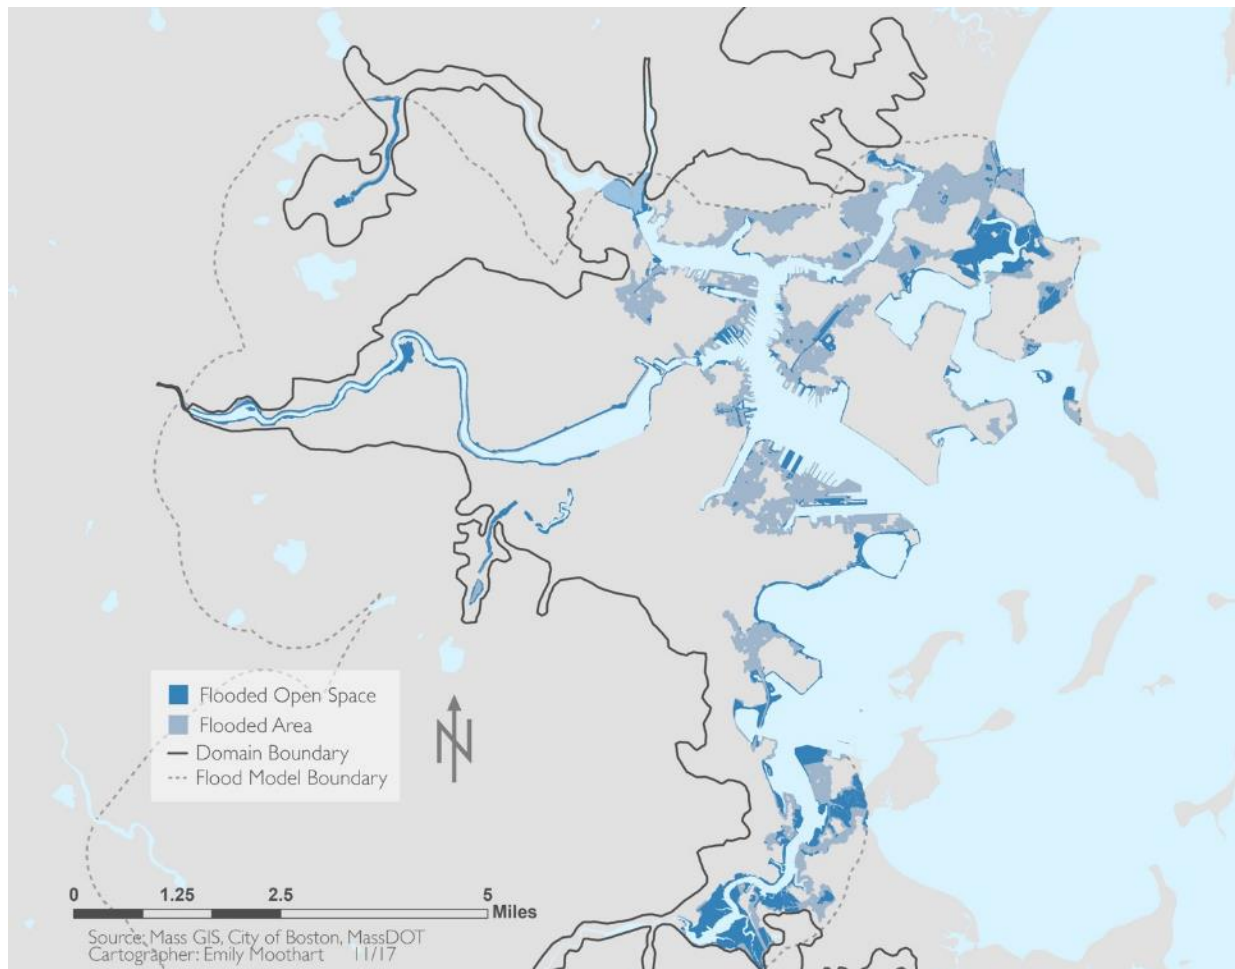 Flooded Open Space
Flooded Area
Domain Boundary
Flood Model Boundary
N
0 1.25 2.5 5
Miles
Source: Mass GIS, City of Boston, MassDOT
Cartographer: Emily Moothart 11/17